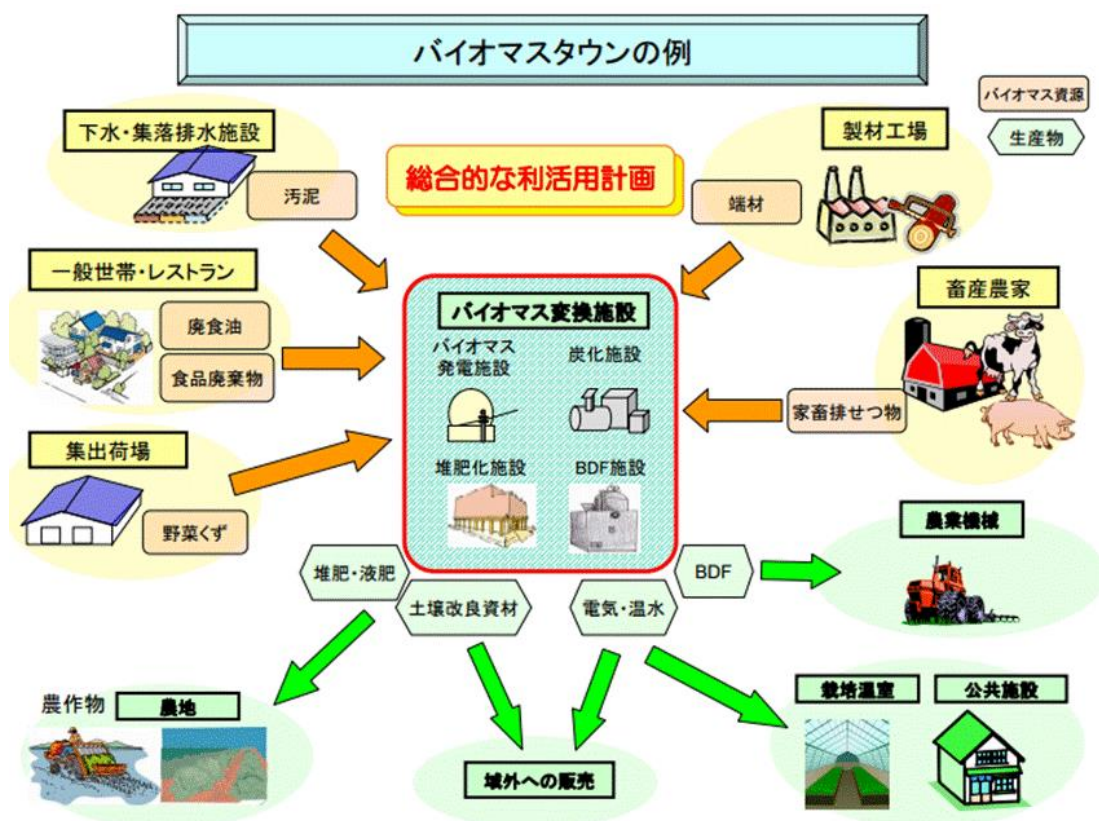 バイオマスタウンの例
バイオマス資源
生産物
下水・集落排水施設
汚泥
総合的な利活用計画
製材工場
端材
一般世帯・レストラン
廃食油
食品廃棄物
畜産農家
家畜排せつ物
集出荷場
野菜くず
バイオマス変換施設
バイオマス
発電施設
炭化施設
堆肥化施設
BDF施設
堆肥・液肥
土壌改良資材
電気・温水
BDF
農業機械
農作物
農地
域外への販売
栽培温室
公共施設